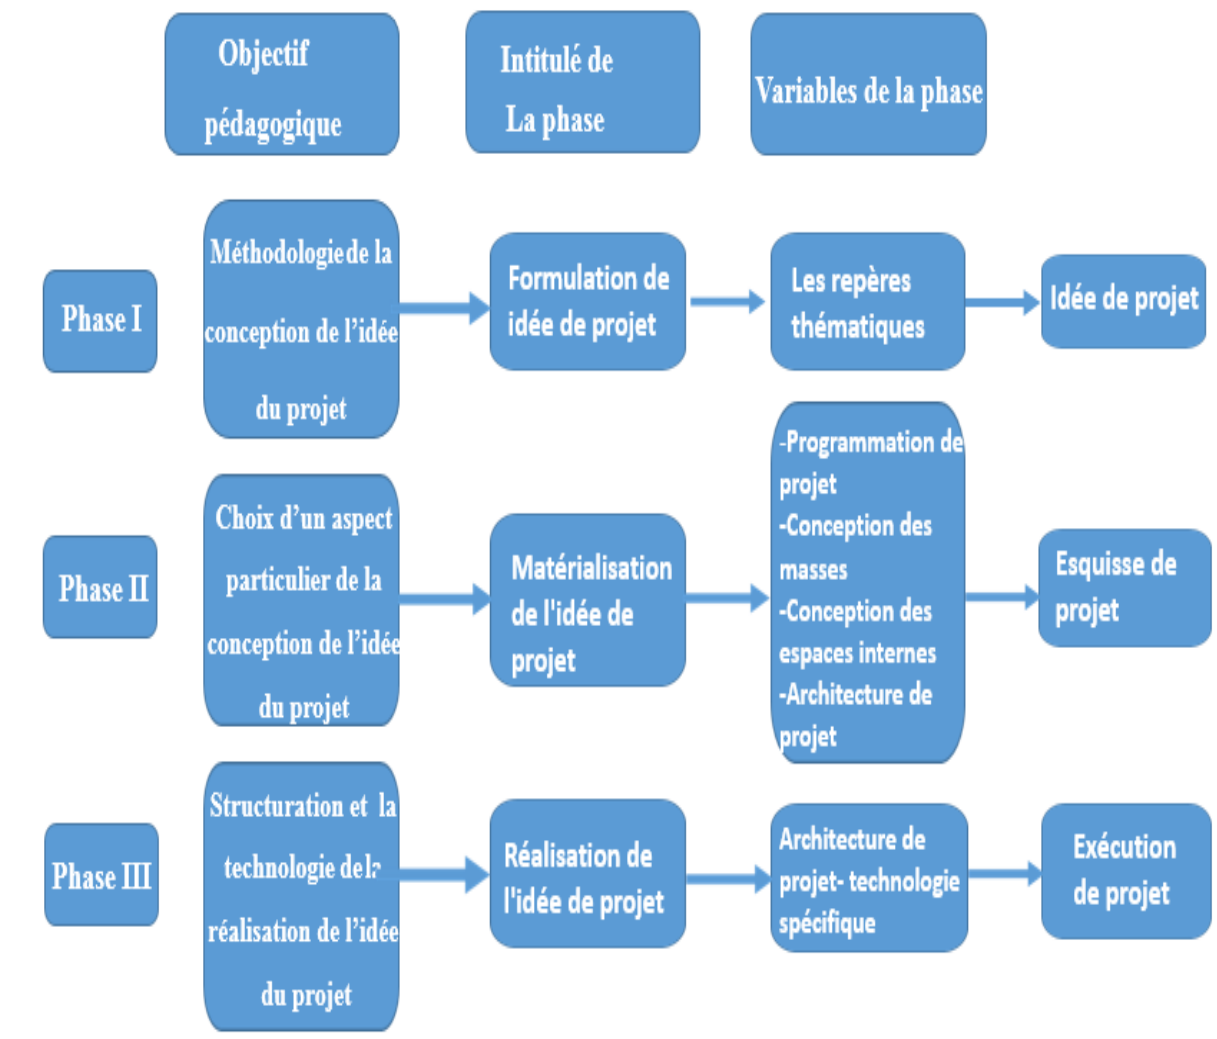 Objectif
pédagogique
Intitulé de
La phase
Variables de la phase
Phase I
Méthodologie de la
conception de l’idée
du projet
Formulation de
idée de projet
Les repères
thématiques
Idée de projet
Phase II
Choix d’un aspect
particulier de la
conception de l’idée
du projet
Matérialisation
de l'idée de
projet
-Programmation de
projet
-Conception des
masses
-Conception des
espaces internes
-Architecture de
projet
Esquisse de
projet
Phase III
Structuration et la
technologie de la
réalisation de l’idée
du projet
Réalisation de
l'idée de projet
Architecture de
projet- technologie
spécifique
Exécution
de projet